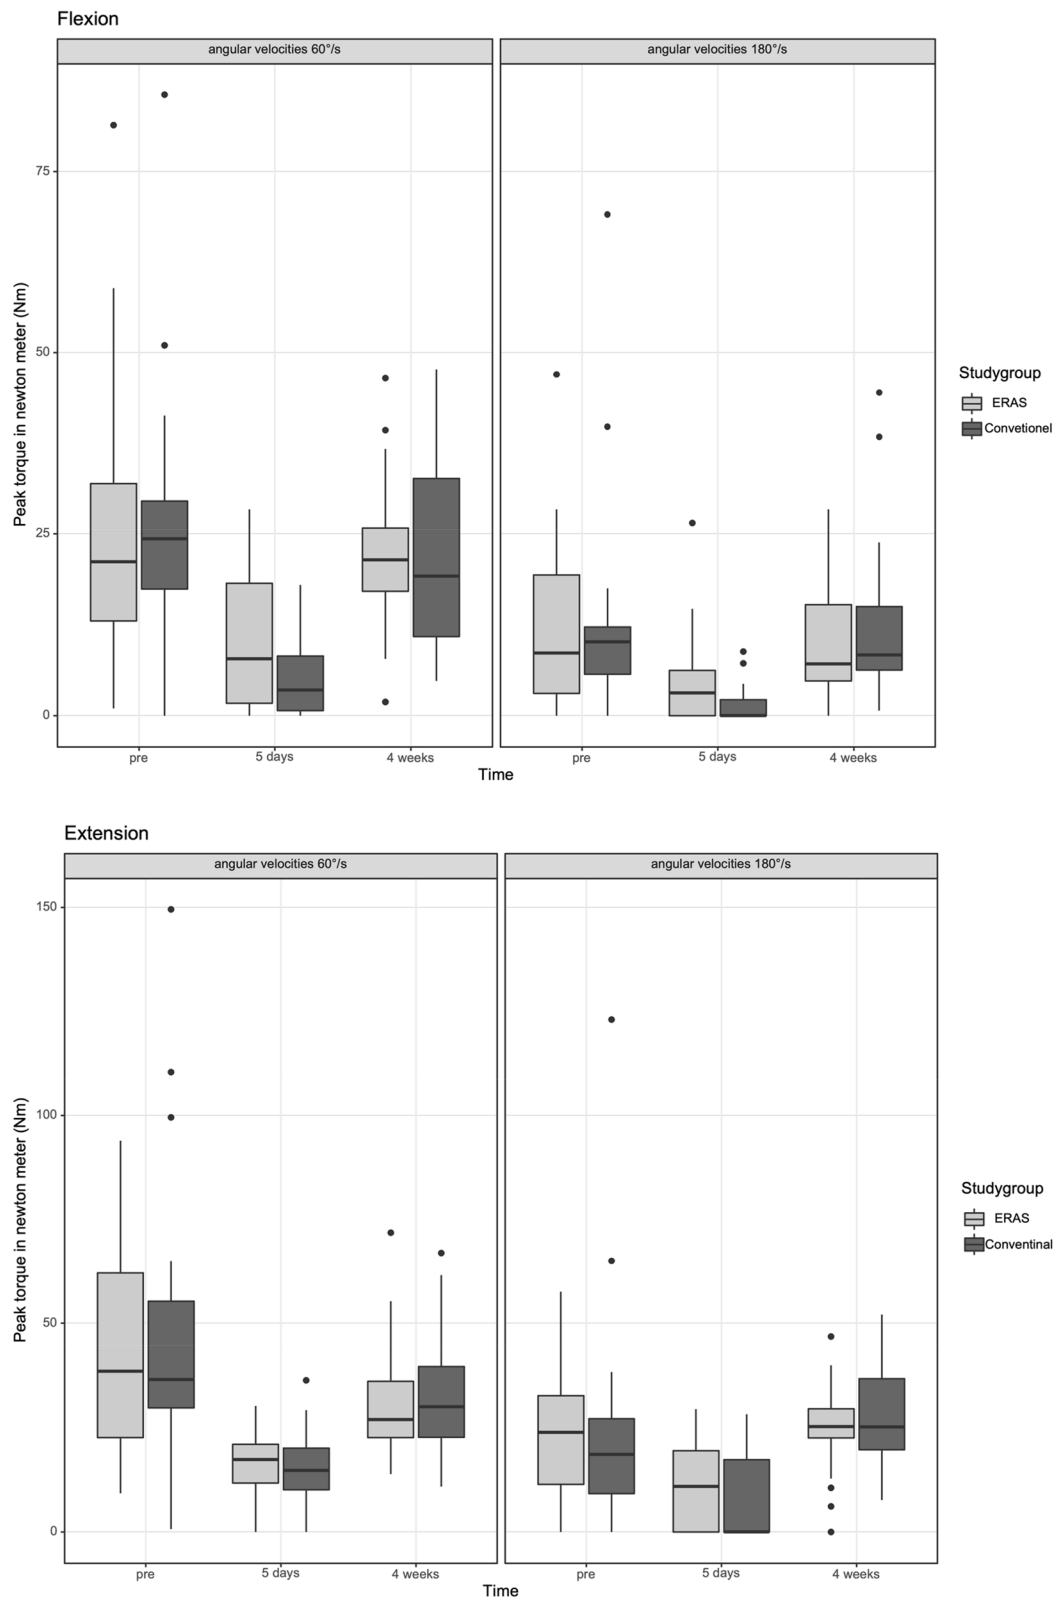 Flexion
angular velocities 60°/s
angular velocities 180°/s
Peak torque in newton meter (Nm)
75
50
25
0
pre
5 days
4 weeks
pre
5 days
4 weeks
Time
Studygroup
ERAS
Convetionel
Extension
angular velocities 60°/s
angular velocities 180°/s
Peak torque in newton meter (Nm)
150
100
50
0
pre
5 days
4 weeks
pre
5 days
4 weeks
Time
Studygroup
ERAS
Conventinal